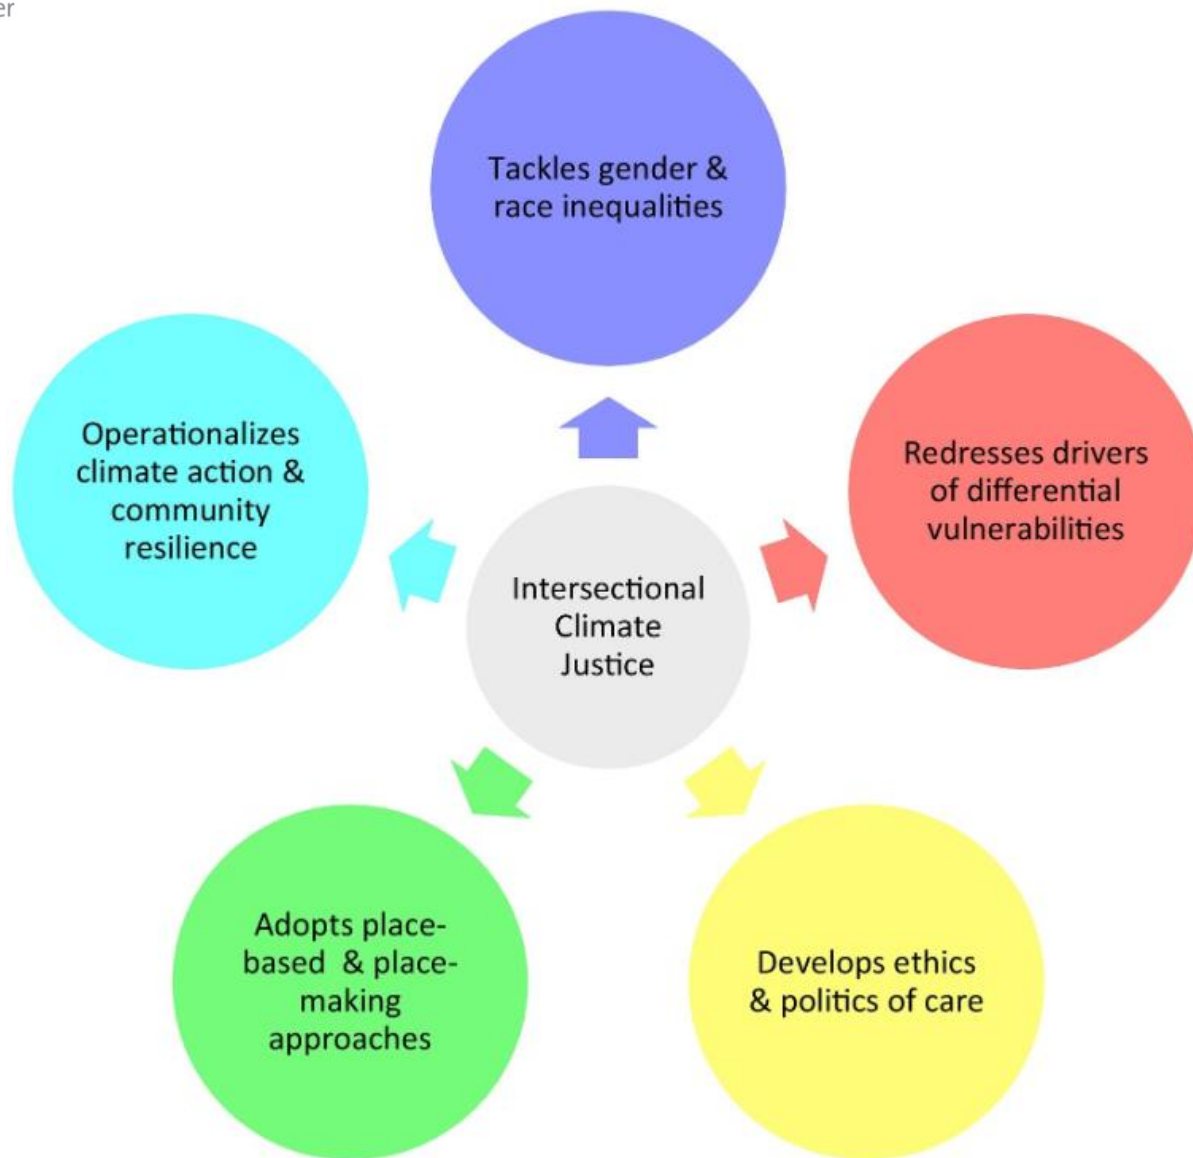 Tackles gender &
race inequalities
Redresses drivers
of differential
vulnerabilities
Develops ethics
& politics of care
Adopts place-
based  & place-
making
approaches
Operationalizes
climate action &
community
resilience
Intersectional
Climate
Justice